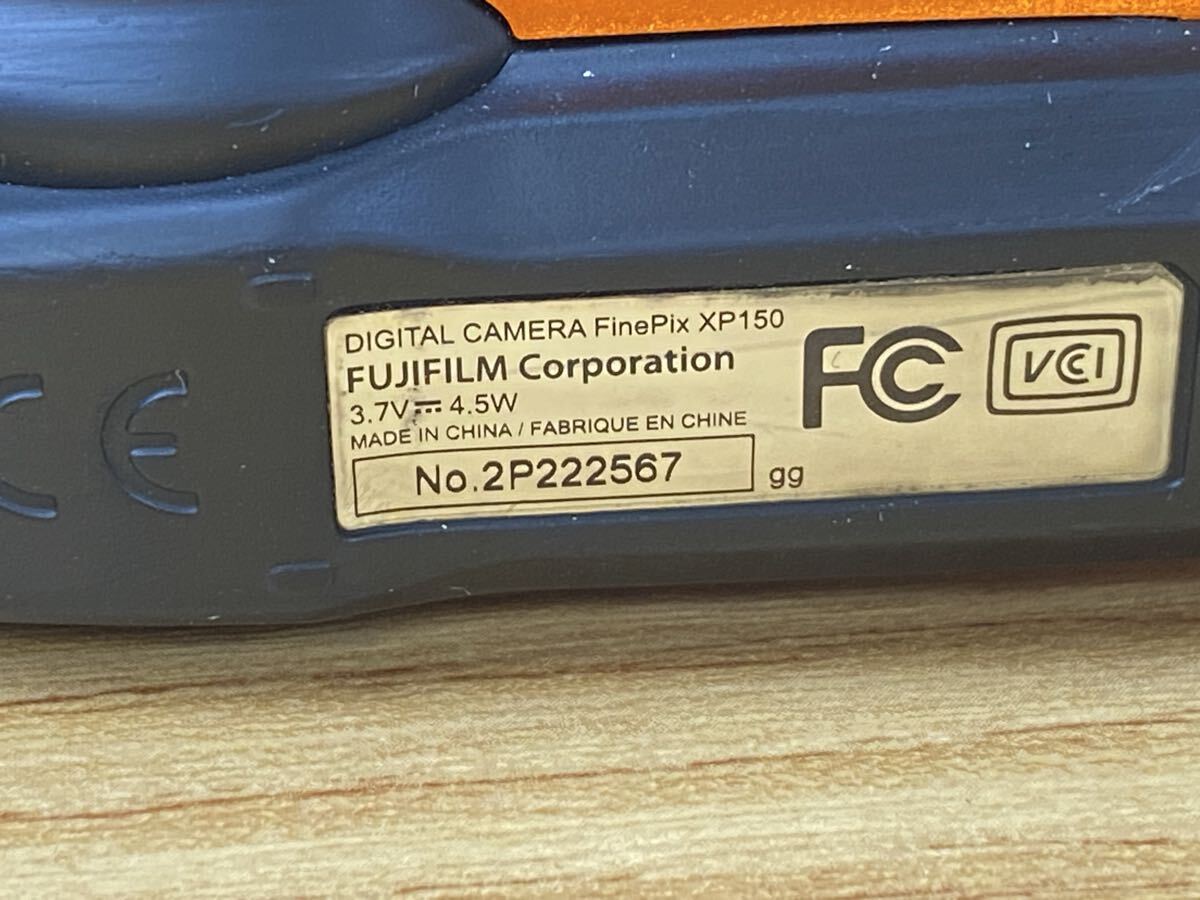 DIGITAL CAMERA FinePix XP150
FUJIFILM Corporation
3.7V⎓4.5W
MADE IN CHINA / FABRIQUE EN CHINE
No.2P222567
gg
FC
VCCI
CE